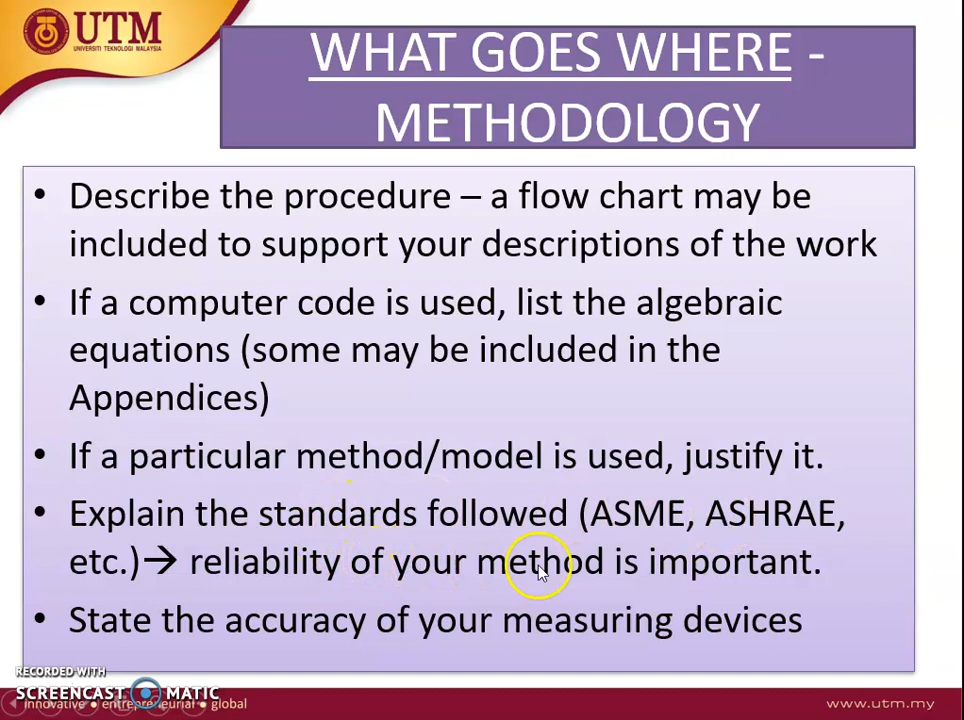 UTM
UNIVERSITI TEKNOLOGI MALAYSIA
WHAT GOES WHERE -
METHODOLOGY
• Describe the procedure – a flow chart may be
included to support your descriptions of the work
• If a computer code is used, list the algebraic
equations (some may be included in the
Appendices)
• If a particular method/model is used, justify it.
• Explain the standards followed (ASME, ASHRAE,
etc.)→ reliability of your method is important.
• State the accuracy of your measuring devices
RECORDED WITH
SCREENCAST MATIC
innovative ● entrepreneurial ● global
www.utm.my